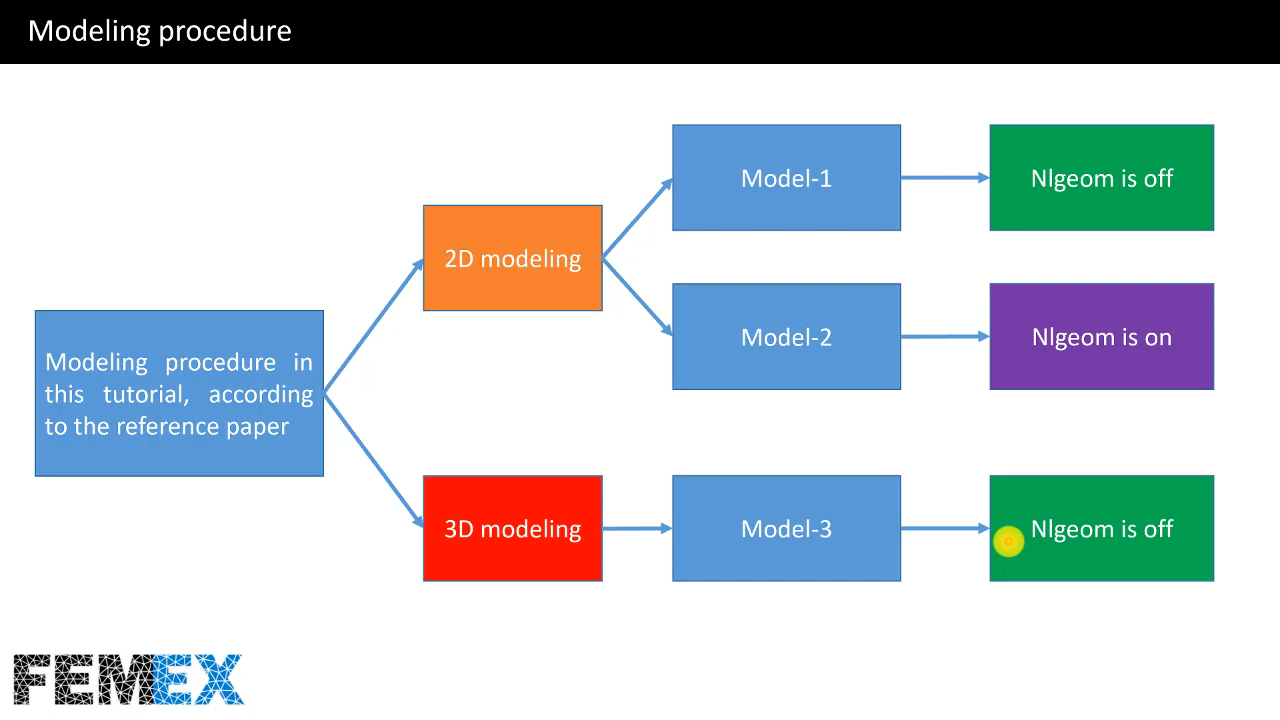 Modeling procedure
Model-1
Nlgeom is off
2D modeling
Model-2
Nlgeom is on
Modeling procedure in
this tutorial, according
to the reference paper
3D modeling
Model-3
Nlgeom is off
FEMEX